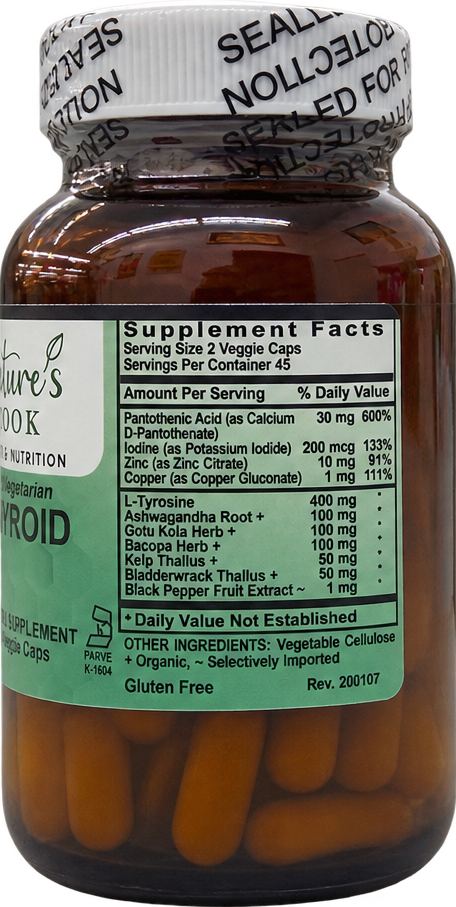 SEALED FOR
PROTECTION
SEALED FOR
Supplement Facts
Serving Size 2 Veggie Caps
Servings Per Container 45
Amount Per Serving % Daily Value
Pantothenic Acid (as Calcium 30 mg 600%
D-Pantothenate)
Iodine (as Potassium Iodide) 200 mcg 133%
Zinc (as Zinc Citrate) 10 mg 91%
Copper (as Copper Gluconate) 1 mg 111%
L-Tyrosine 400 mg *
Ashwagandha Root + 100 mg *
Gotu Kola Herb + 100 mg *
Bacopa Herb + 100 mg *
Kelp Thallus + 50 mg *
Bladderwrack Thallus + 50 mg *
Black Pepper Fruit Extract ~ 1 mg *
* Daily Value Not Established
OTHER INGREDIENTS: Vegetable Cellulose
+ Organic, ~ Selectively Imported
Gluten Free Rev. 200107
ture's
OOK
& NUTRITION
Vegetarian
YROID
SUPPLEMENT
Veggie Caps
PARVE
K-1604